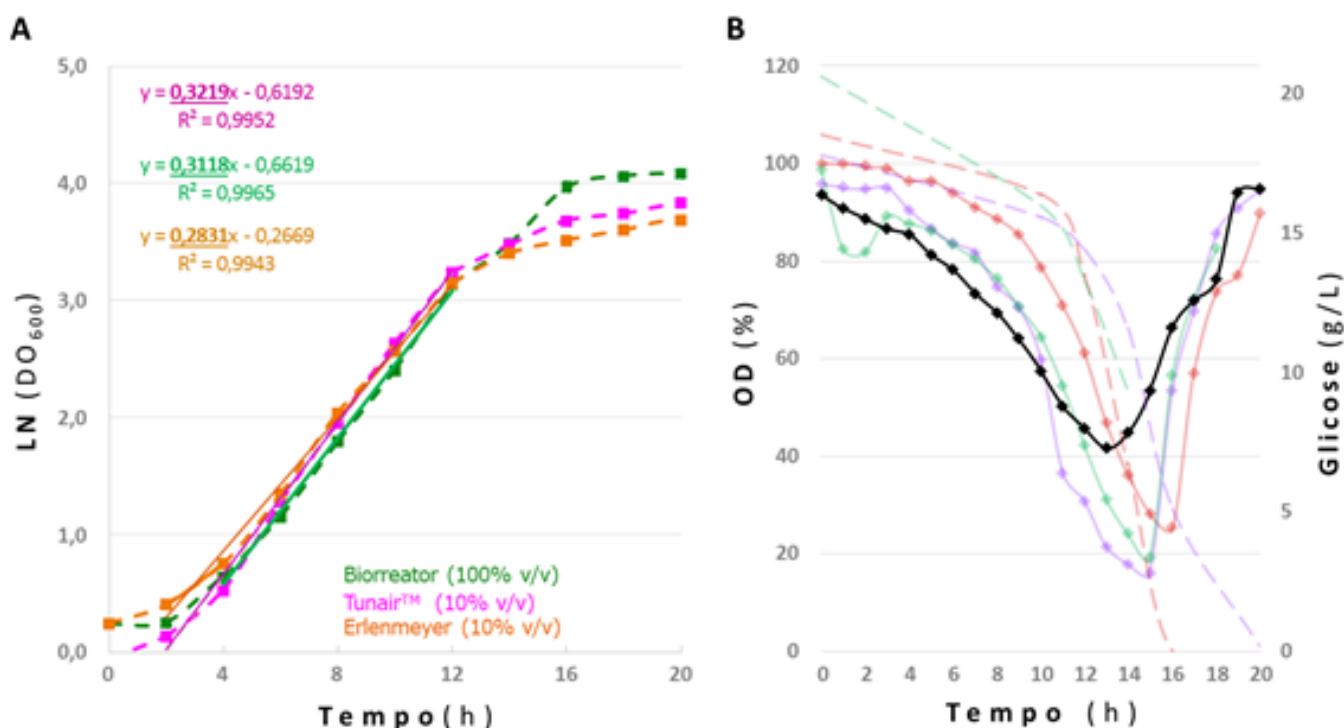 A
5,0
4,0
3,0
2,0
1,0
0,0
LN (DO600)
y = 0,3219x - 0,6192
R² = 0,9952
y = 0,3118x - 0,6619
R² = 0,9965
y = 0,2831x - 0,2669
R² = 0,9943
Biorreator (100% v/v)
Tunair™ (10% v/v)
Erlenmeyer (10% v/v)
0 4 8 12 16 20
Tempo (h)
B
120
100
80
60
40
20
0
OD (%)
20
15
10
5
0
Glicose (g/L)
0 2 4 6 8 10 12 14 16 18 20
Tempo (h)